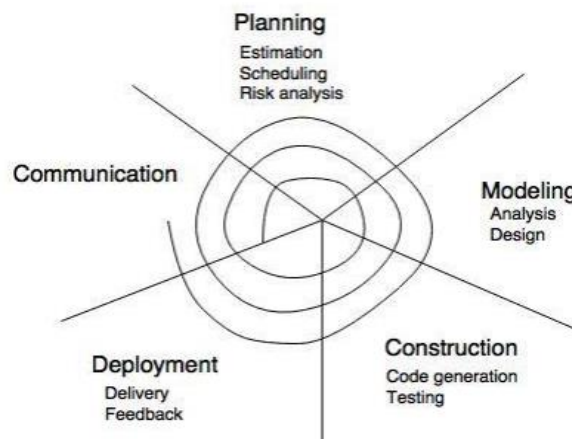 Planning
Estimation
Scheduling
Risk analysis
Communication
Modeling
Analysis
Design
Construction
Code generation
Testing
Deployment
Delivery
Feedback